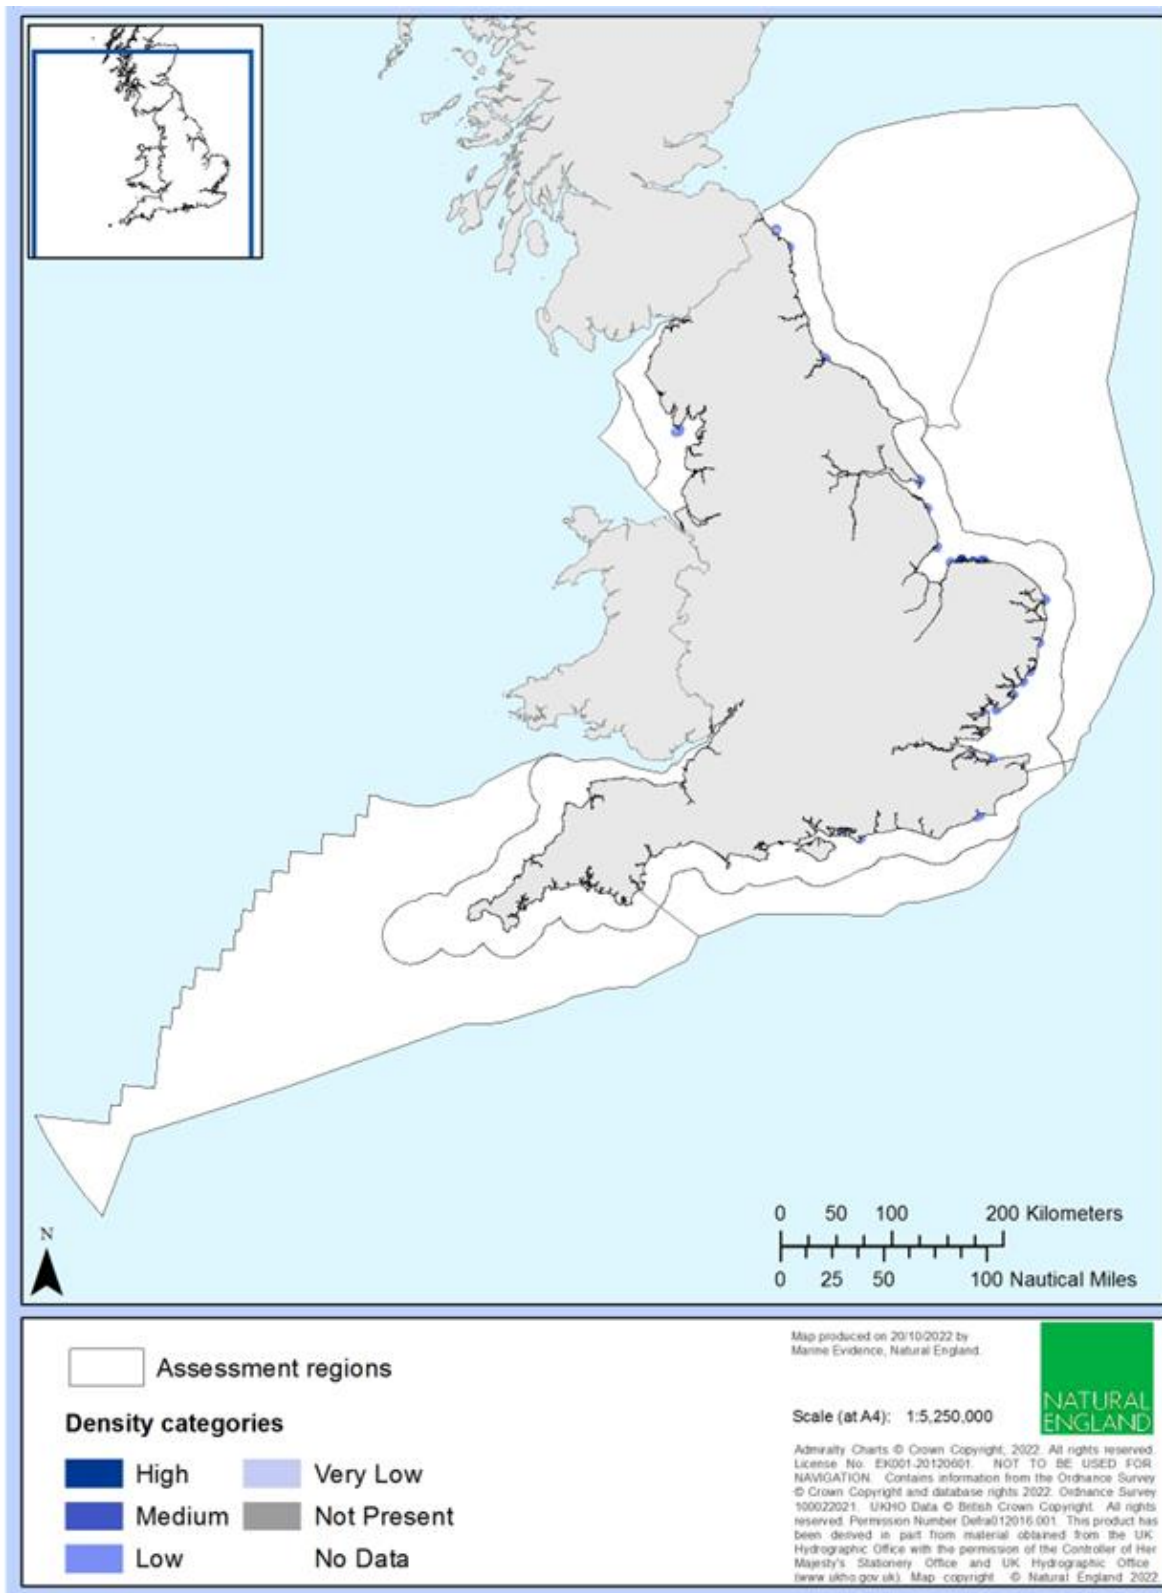 N
0 50 100 200 Kilometers
0 25 50 100 Nautical Miles
Assessment regions
Density categories
High
Medium
Low
Very Low
Not Present
No Data
Map produced on 20/10/2022 by
Marine Evidence, Natural England.
Scale (at A4): 1:5,250,000
NATURAL
ENGLAND
Admiralty Charts © Crown Copyright, 2022. All rights reserved.
License No. EK001-20120601. NOT TO BE USED FOR
NAVIGATION. Contains information from the Ordnance Survey
© Crown Copyright and database rights 2022. Ordnance Survey
100022021. UKHO Data © British Crown Copyright. All rights
reserved. Permission Number Defra012016.001. This product has
been derived in part from material obtained from the UK
Hydrographic Office with the permission of the Controller of Her
Majesty's Stationery Office and UK Hydrographic Office
(www.ukho.gov.uk). Map copyright © Natural England 2022